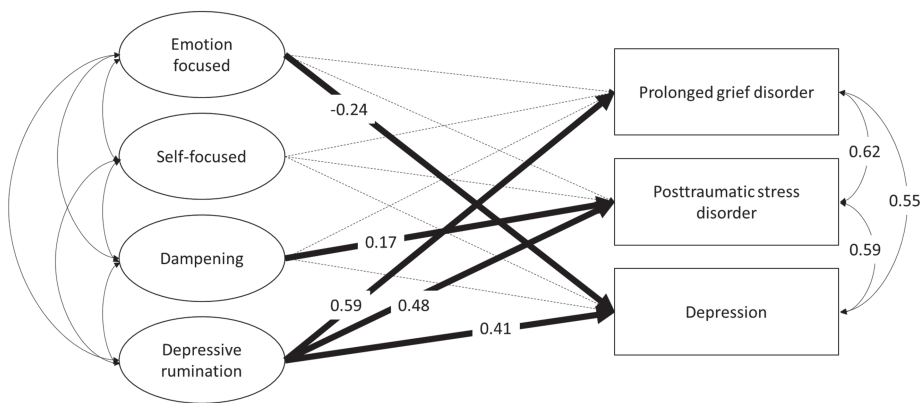 Emotion
focused
Self-focused
Dampening
Depressive
rumination
-0.24
0.17
0.59
0.48
0.41
Prolonged grief disorder
Posttraumatic stress
disorder
Depression
0.62
0.55
0.59